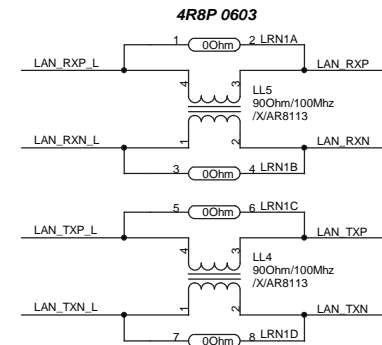 4R8P 0603
1 0Ohm 2 LRN1A
LAN_RXP_L LAN_RXP
4 3
LL5
90Ohm/100Mhz
/X/AR8113
LAN_RXN_L 1 2 LAN_RXN
3 0Ohm 4 LRN1B
5 0Ohm 6 LRN1C
LAN_TXP_L LAN_TXP
4 3
LL4
90Ohm/100Mhz
/X/AR8113
LAN_TXN_L 1 2 LAN_TXN
7 0Ohm 8 LRN1D